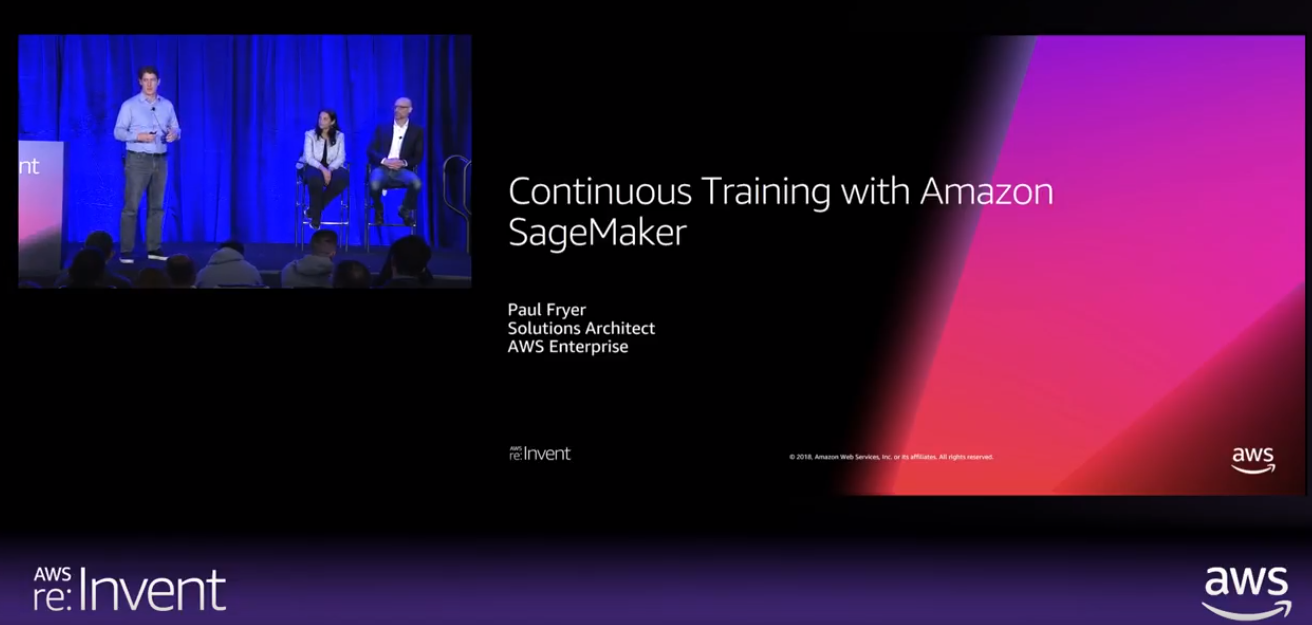 nt
Continuous Training with Amazon
SageMaker
Paul Fryer
Solutions Architect
AWS Enterprise
AWS
re:Invent
© 2018, Amazon Web Services, Inc. or its affiliates. All rights reserved.
aws
AWS
re:Invent
aws